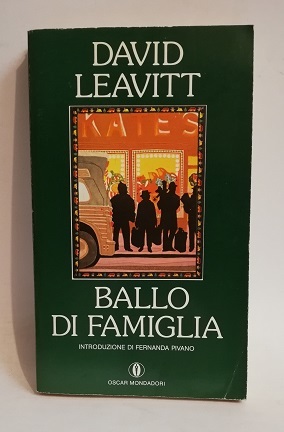 DAVID
LEAVITT
KATES
BALLO
DI FAMIGLIA
INTRODUZIONE DI FERNANDA PIVANO
OSCAR MONDADORI